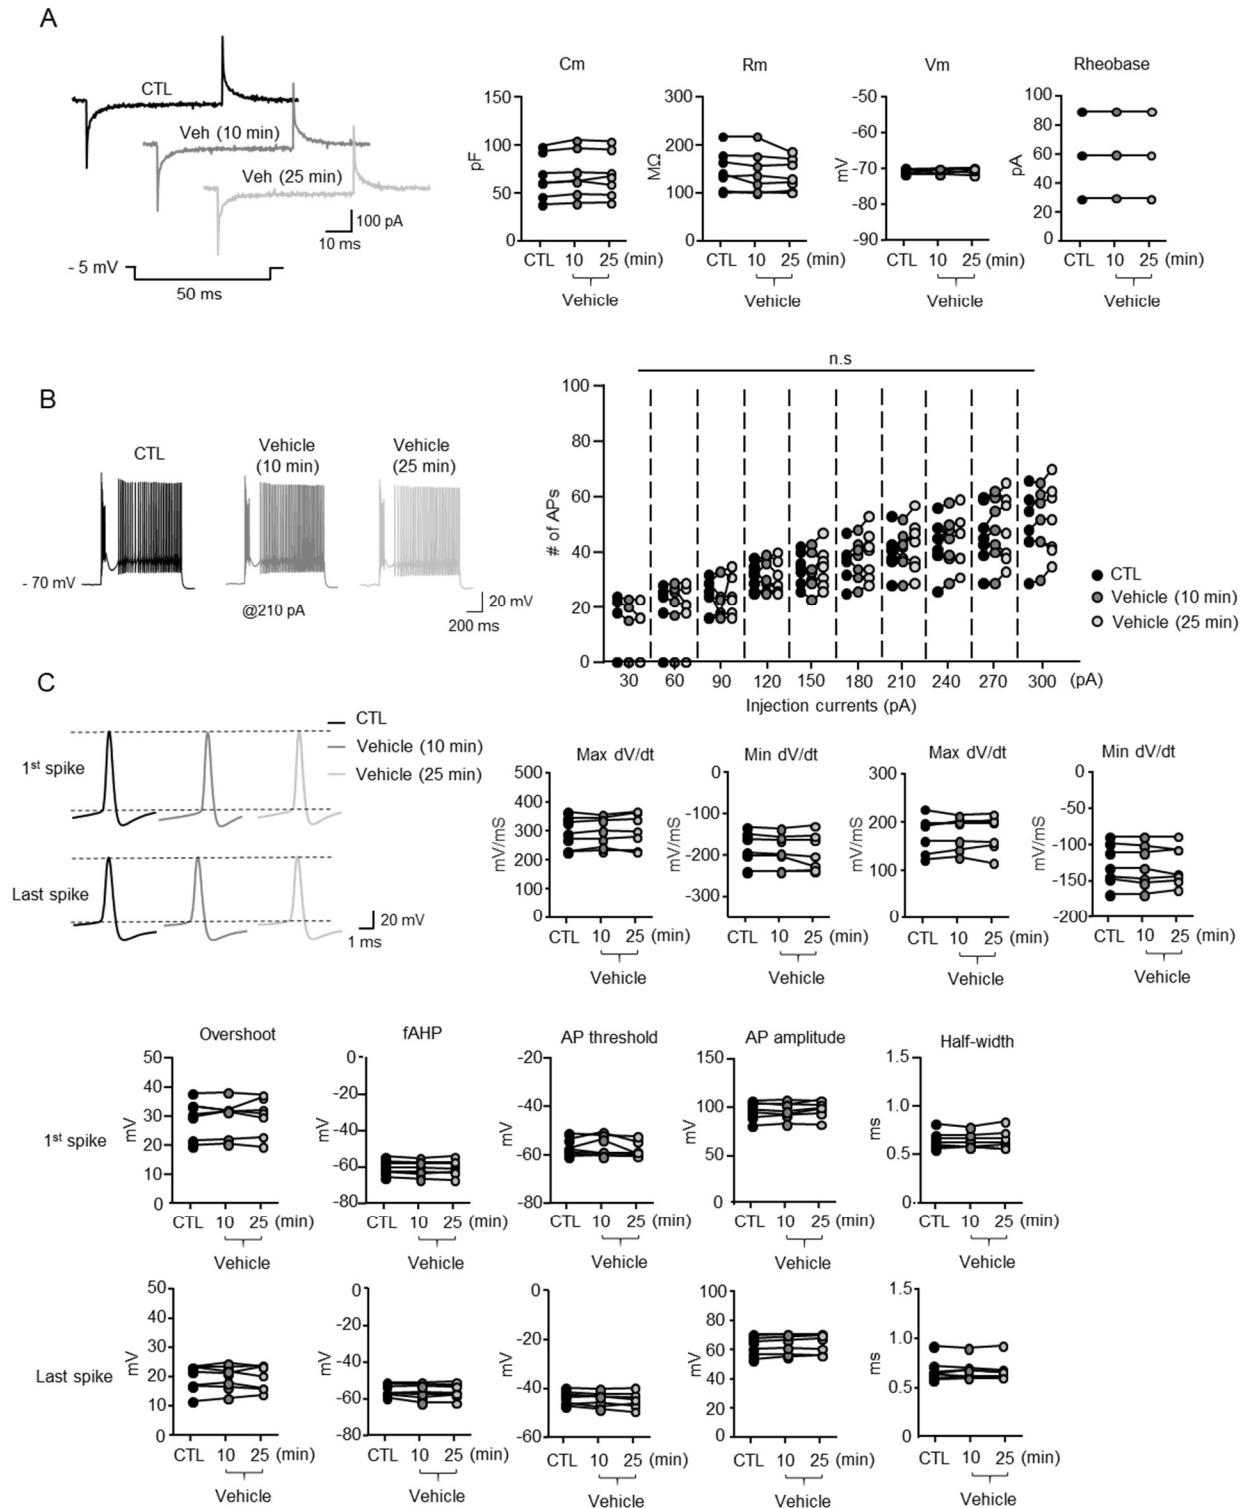 A
CTL
Veh (10 min)
Veh (25 min)
100 pA
10 ms
- 5 mV
50 ms
Cm
Rm
Vm
Rheobase
150
100
50
0
pF
CTL 10 25 (min)
Vehicle
300
200
100
0
MΩ
CTL 10 25 (min)
Vehicle
-50
-60
-70
-80
-90
mV
CTL 10 25 (min)
Vehicle
100
80
60
40
20
0
pA
CTL 10 25 (min)
Vehicle
B
CTL
Vehicle
(10 min)
Vehicle
(25 min)
- 70 mV
@210 pA
20 mV
200 ms
n.s
100
80
60
40
20
0
# of APs
30 60 90 120 150 180 210 240 270 300 (pA)
Injection currents (pA)
CTL
Vehicle (10 min)
Vehicle (25 min)
C
CTL
Vehicle (10 min)
Vehicle (25 min)
1st spike
Last spike
20 mV
1 ms
Max dV/dt
500
400
300
200
100
0
mV/mS
CTL 10 25 (min)
Vehicle
Min dV/dt
0
-100
-200
-300
mV/mS
CTL 10 25 (min)
Vehicle
Max dV/dt
300
200
100
0
mV/mS
CTL 10 25 (min)
Vehicle
Min dV/dt
0
-50
-100
-150
-200
mV/mS
CTL 10 25 (min)
Vehicle
1st spike
Overshoot
50
40
30
20
10
0
mV
CTL 10 25 (min)
Vehicle
fAHP
0
-20
-40
-60
-80
mV
CTL 10 25 (min)
Vehicle
AP threshold
-20
-40
-60
-80
mV
CTL 10 25 (min)
Vehicle
AP amplitude
150
100
50
0
mV
CTL 10 25 (min)
Vehicle
Half-width
1.5
1.0
0.5
0
ms
CTL 10 25 (min)
Vehicle
Last spike
50
40
30
20
10
0
mV
CTL 10 25 (min)
Vehicle
0
-20
-40
-60
-80
mV
CTL 10 25 (min)
Vehicle
0
-20
-40
-60
mV
CTL 10 25 (min)
Vehicle
100
80
60
40
20
0
mV
CTL 10 25 (min)
Vehicle
1.5
1.0
0.5
0
ms
CTL 10 25 (min)
Vehicle